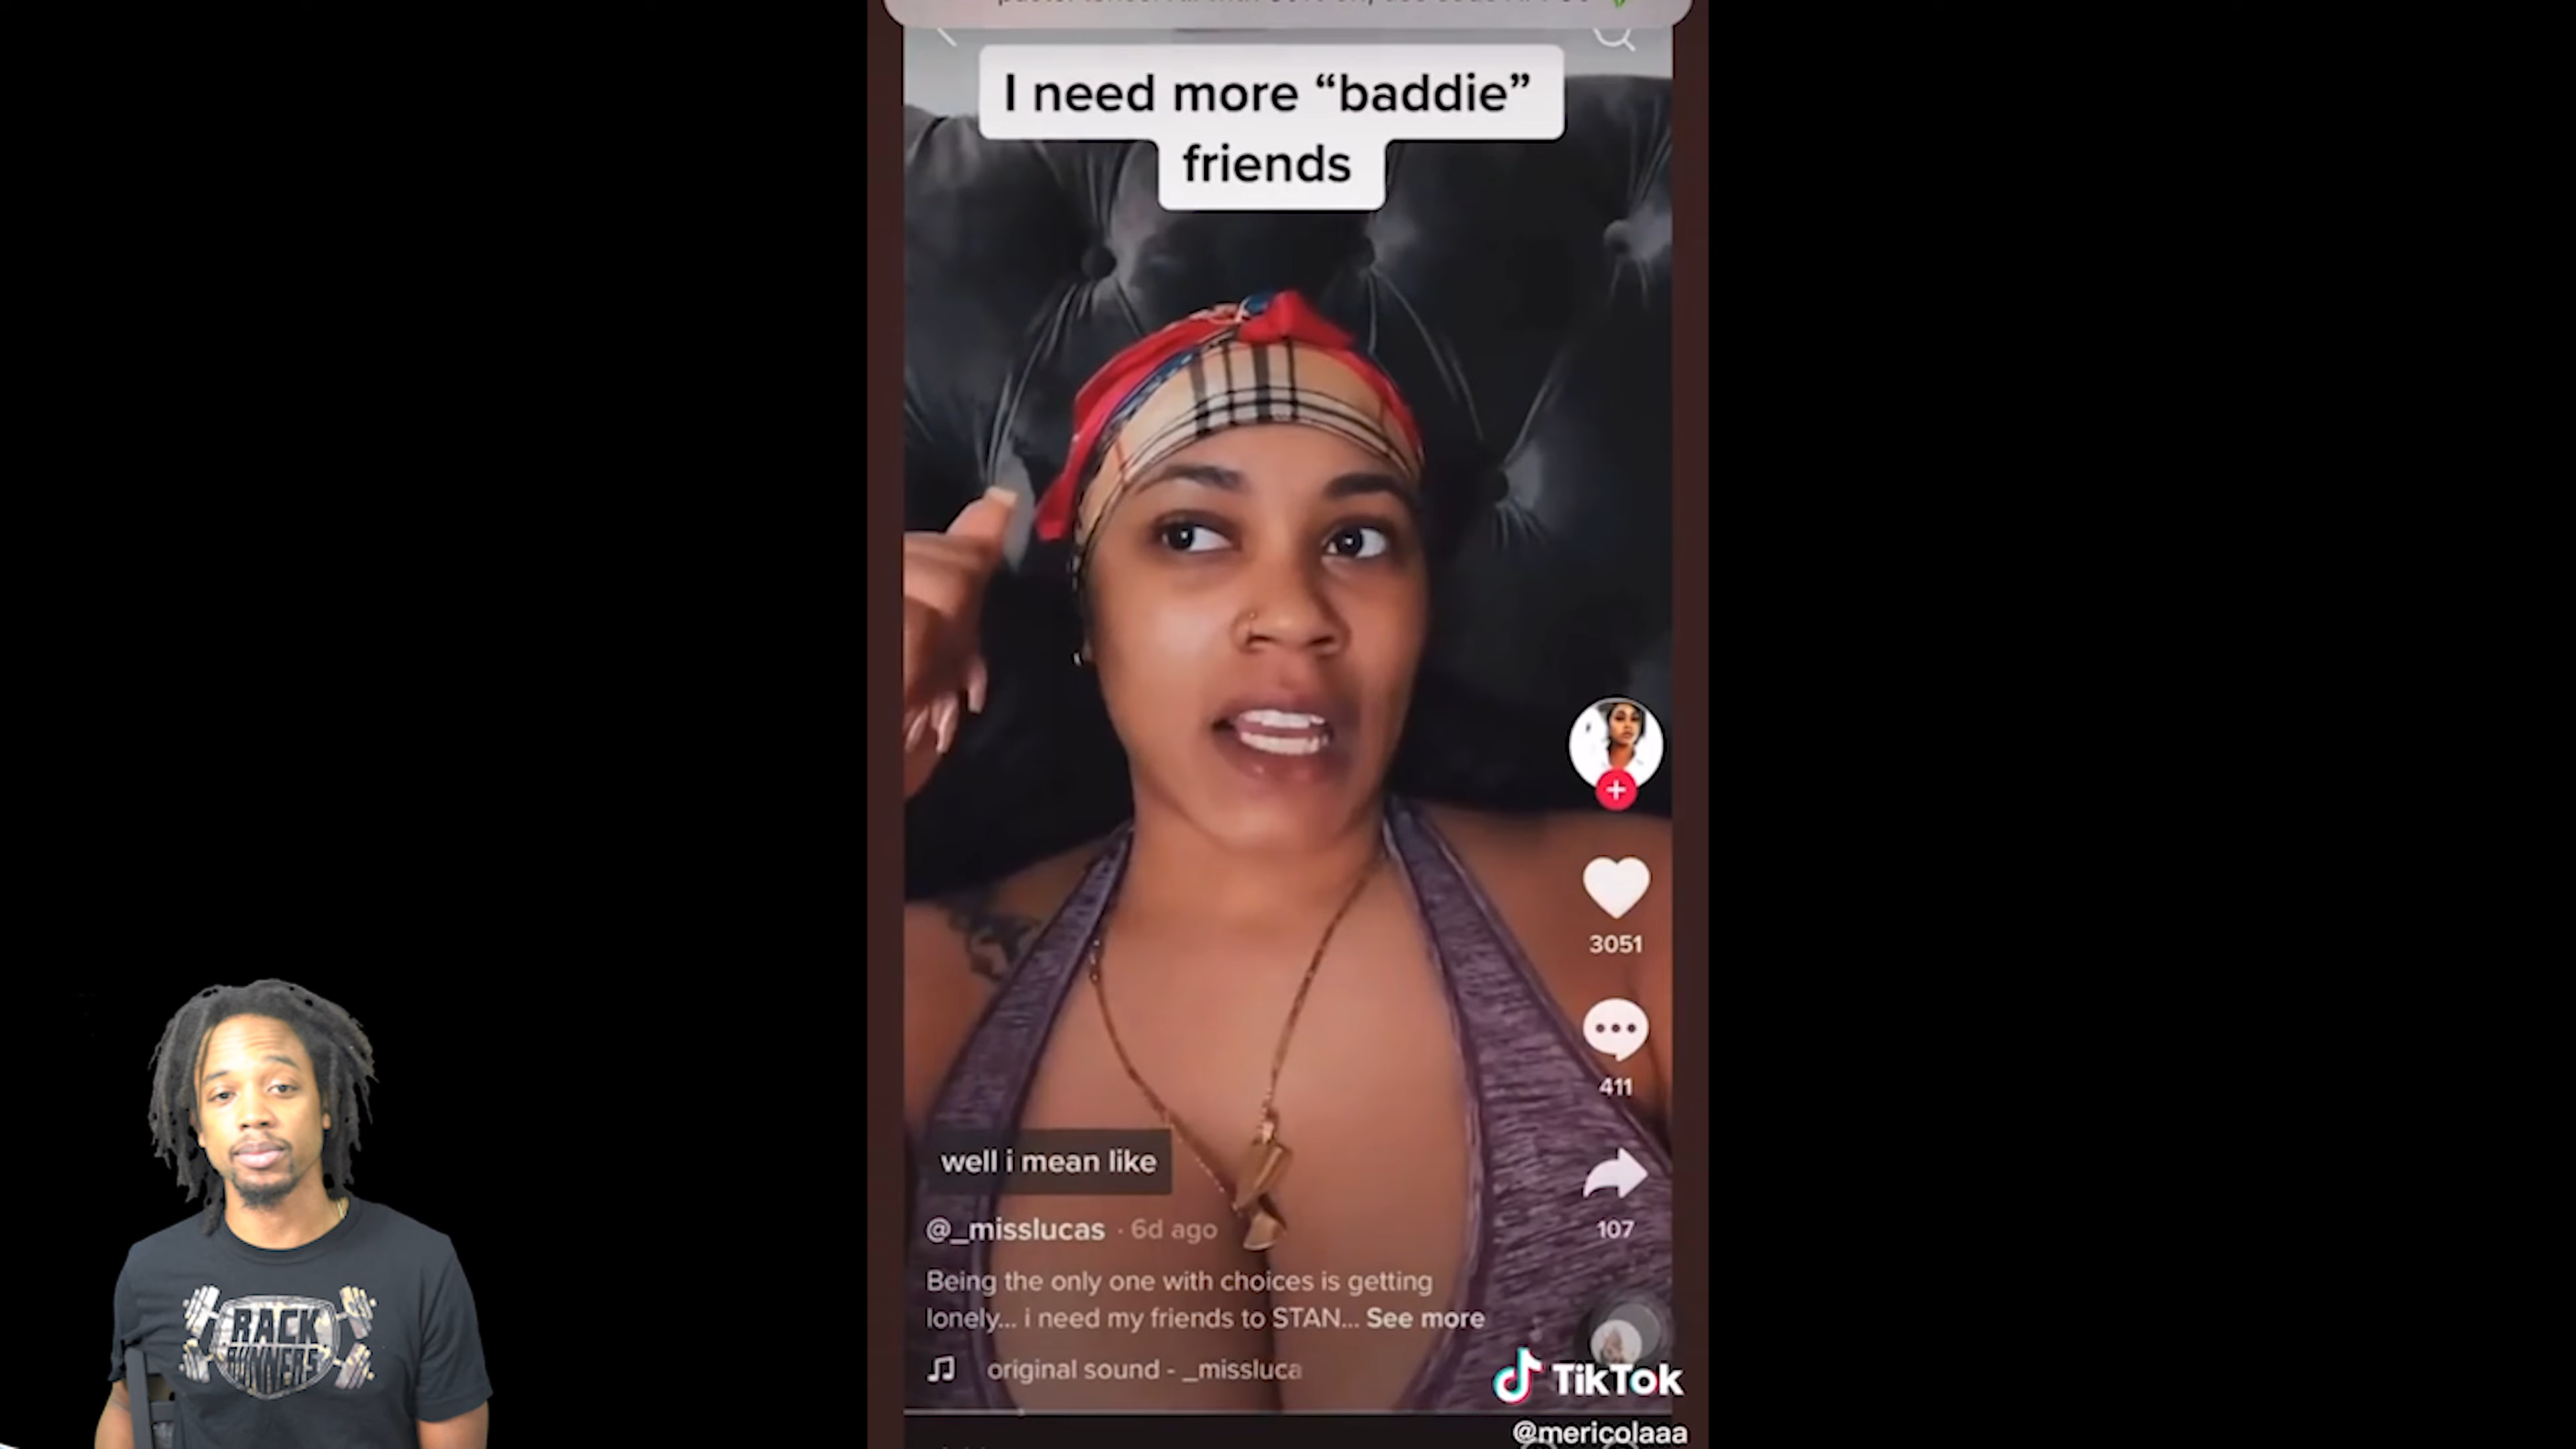 I need more “baddie”
friends
3051
411
well i mean like
107
@_misslucas · 6d ago
Being the only one with choices is getting
lonely... i need my friends to STAN... See more
original sound - _missluca
TikTok
@mericolaaa
RACK
RUNNERS